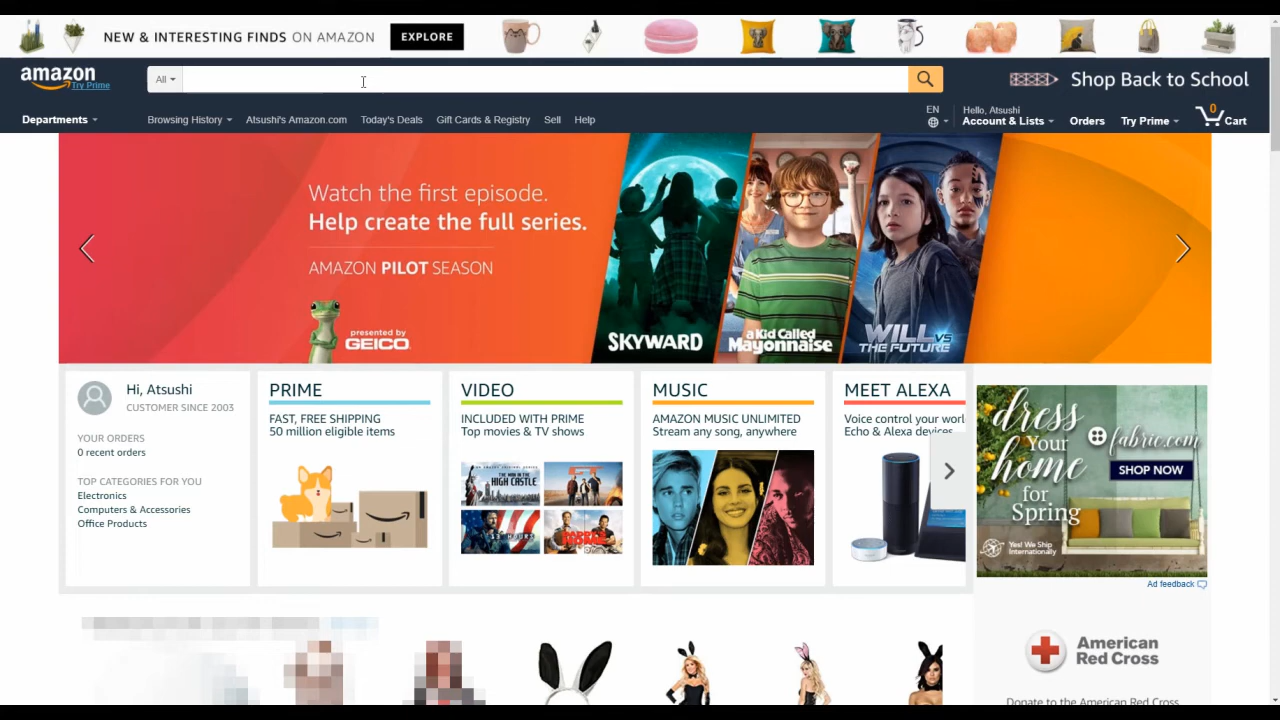 NEW & INTERESTING FINDS ON AMAZON
EXPLORE
amazon
Try Prime
All
Shop Back to School
Departments
Browsing History
Atsushi's Amazon.com
Today's Deals
Gift Cards & Registry
Sell
Help
EN
Hello, Atsushi
Account & Lists
Orders
Try Prime
0
Cart
Watch the first episode.
Help create the full series.
AMAZON PILOT SEASON
presented by
GEICO.
SKYWARD
a Kid Called
Mayonnaise
WILL VS
THE FUTURE
Hi, Atsushi
CUSTOMER SINCE 2003
YOUR ORDERS
0 recent orders
TOP CATEGORIES FOR YOU
Electronics
Computers & Accessories
Office Products
PRIME
FAST, FREE SHIPPING
50 million eligible items
VIDEO
INCLUDED WITH PRIME
Top movies & TV shows
HIGH CASTLE
MUSIC
AMAZON MUSIC UNLIMITED
Stream any song, anywhere
MEET ALEXA
Voice control your worl
Echo & Alexa devices
dress
Your
home
for
Spring
fabric.com
SHOP NOW
Yes! We Ship
Internationally
Ad feedback
American
Red Cross
Donate to the American Red Cross